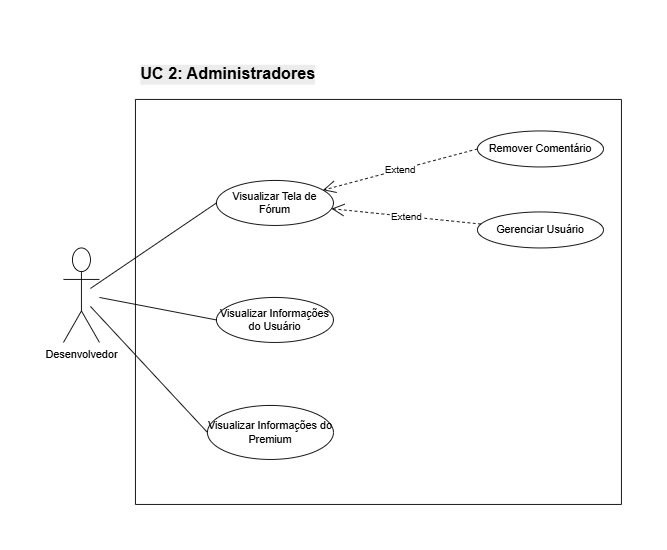 UC 2: Administradores
Remover Comentário
Extend
Visualizar Tela de
Fórum
Extend
Gerenciar Usuário
Visualizar Informações
do Usuário
Desenvolvedor
Visualizar Informações do
Premium